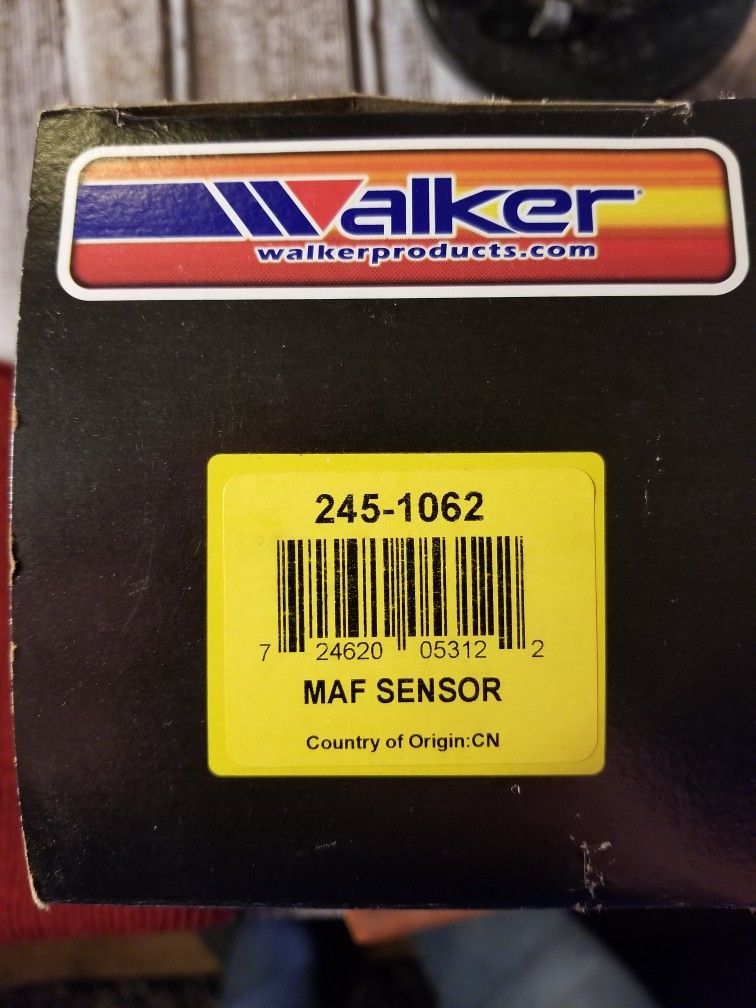 Walker
walkerproducts.com
245-1062
7 24620 05312 2
MAF SENSOR
Country of Origin:CN